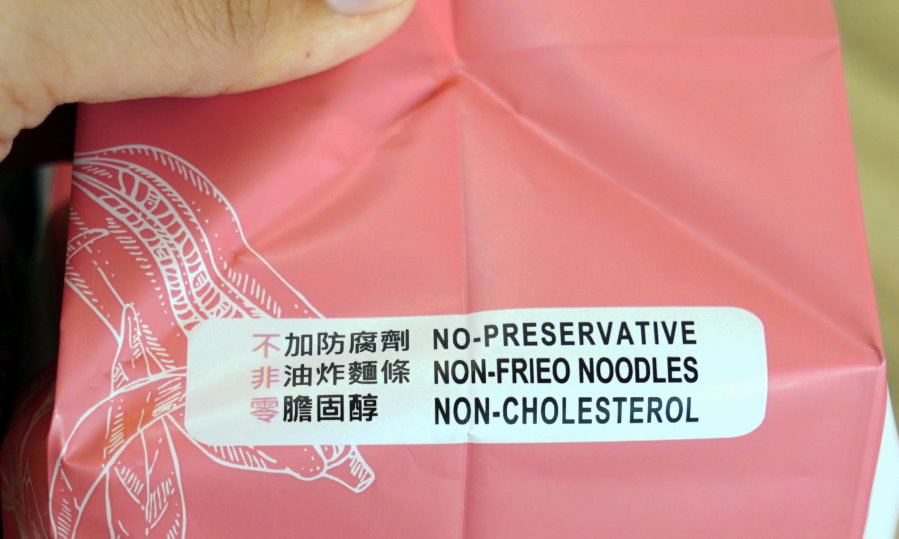 不加防腐劑 NO-PRESERVATIVE
非油炸麵條 NON-FRIEO NOODLES
零膽固醇 NON-CHOLESTEROL